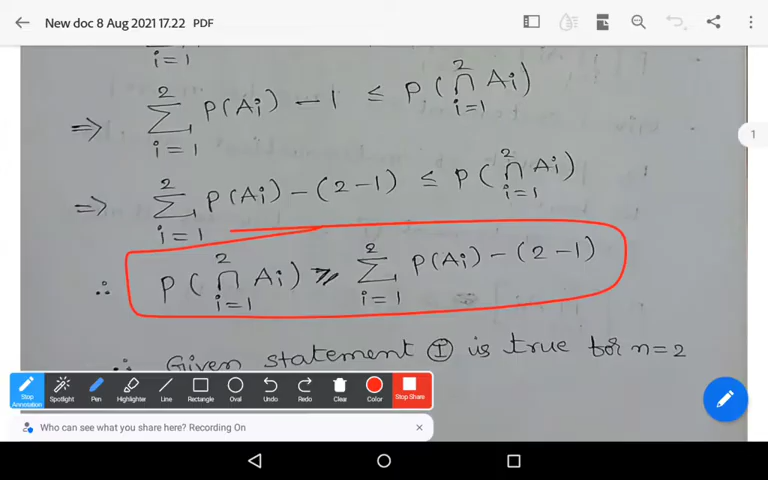 New doc 8 Aug 2021 17.22 PDF
i=1
⇒ 2 ∑ i=1 P(Ai) - 1 ≤ P( 2 ∩ i=1 Ai)
⇒ 2 ∑ i=1 P(Ai) - (2-1) ≤ P( 2 ∩ i=1 Ai)
∴ P( 2 ∩ i=1 Ai) ≥ 2 ∑ i=1 P(Ai) - (2-1)
∴ Given statement Ⓘ is true for n=2
1
Stop Annotation Spotlight Pen Highlighter Line Rectangle Oval Undo Redo Clear Color Stop Share
Who can see what you share here? Recording On